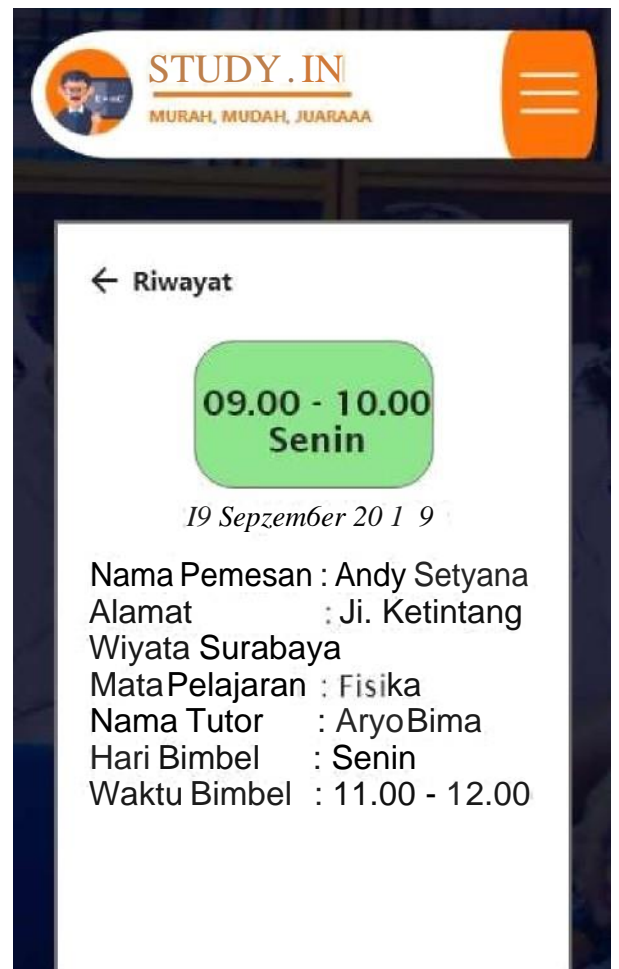 STUDY.IN
MURAH, MUDAH, JUARAAA
← Riwayat
09.00 - 10.00
Senin
I9 Sepzem6er 20 1 9
Nama Pemesan : Andy Setyana
Alamat : Ji. Ketintang
Wiyata Surabaya
Mata Pelajaran : Fisika
Nama Tutor : Aryo Bima
Hari Bimbel : Senin
Waktu Bimbel : 11.00 - 12.00